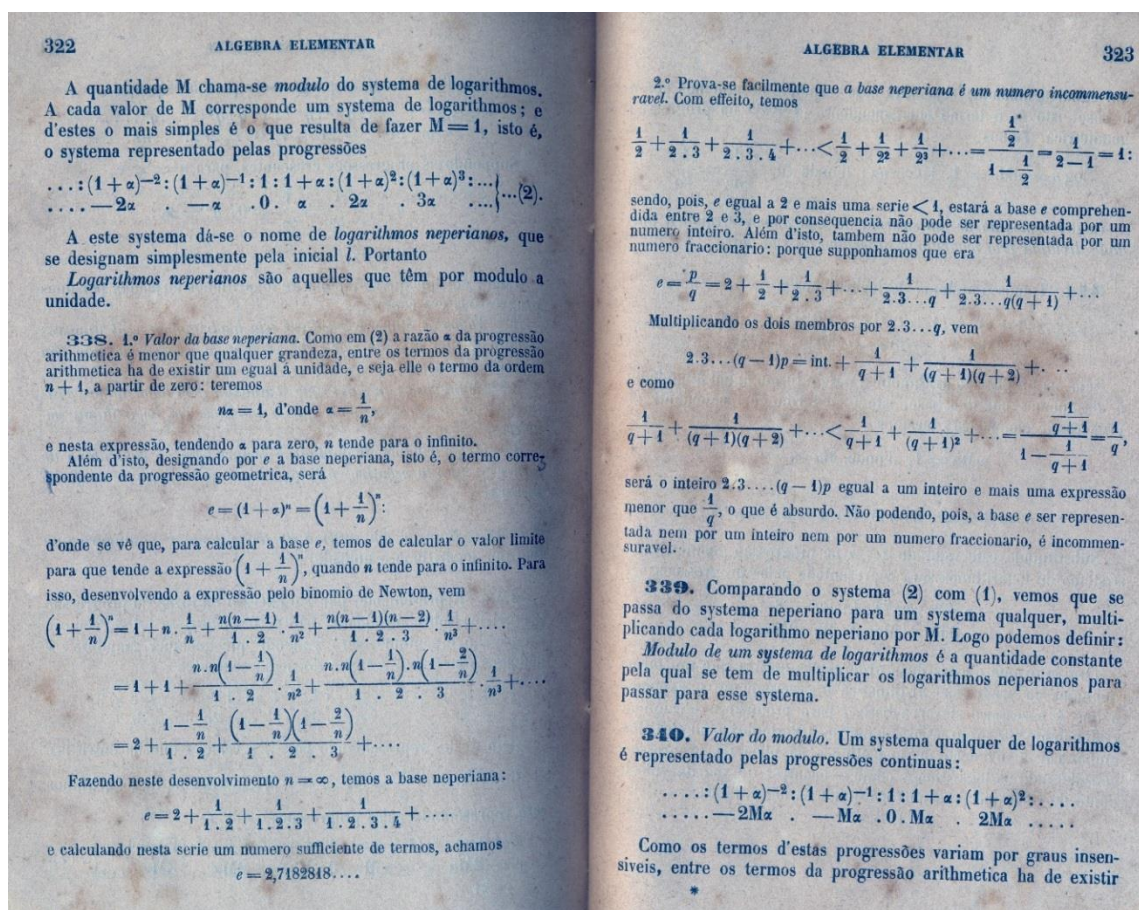 322 ALGEBRA ELEMENTAR
A quantidade M chama-se modulo do systema de logarithmos.
A cada valor de M corresponde um systema de logarithmos; e
d'estes o mais simples é o que resulta de fazer M = 1, isto é,
o systema representado pelas progressões
...:(1+α)⁻²:(1+α)⁻¹:1:1+α:(1+α)²:(1+α)³:...} ...(2).
....—2α . —α .0. α . 2α . 3α ....}
A este systema dá-se o nome de logarithmos neperianos, que
se designam simplesmente pela inicial l. Portanto
Logarithmos neperianos são aquelles que têm por modulo a
unidade.
338. 1.º Valor da base neperiana. Como em (2) a razão α da progressão
arithmetica é menor que qualquer grandeza, entre os termos da progressão
arithmetica ha de existir um egual á unidade, e seja elle o termo da ordem
n + 1, a partir de zero: teremos
nα = 1, d'onde α = 1/n,
e nesta expressão, tendendo α para zero, n tende para o infinito.
Além d'isto, designando por e a base neperiana, isto é, o termo corre-
spondente da progressão geometrica, será
e = (1+α)ⁿ = (1 + 1/n)ⁿ:
d'onde se vê que, para calcular a base e, temos de calcular o valor limite
para que tende a expressão (1 + 1/n)ⁿ, quando n tende para o infinito. Para
isso, desenvolvendo a expressão pelo binomio de Newton, vem
(1 + 1/n)ⁿ = 1 + n . 1/n + n(n—1)/1 . 2 . 1/n² + n(n—1)(n—2)/1 . 2 . 3 . 1/n³ + ....
= 1 + 1 + n.n(1 — 1/n)/1 . 2 . 1/n² + n.n(1 — 1/n).n(1 — 2/n)/1 . 2 . 3 . 1/n³ + ....
= 2 + (1 — 1/n)/1 . 2 + (1 — 1/n)(1 — 2/n)/1 . 2 . 3 + ....
Fazendo neste desenvolvimento n = ∞, temos a base neperiana:
e = 2 + 1/1 . 2 + 1/1 . 2 . 3 + 1/1 . 2 . 3 . 4 + ....
e calculando nesta serie um numero sufficiente de termos, achamos
e = 2,7182818....
ALGEBRA ELEMENTAR 323
2.º Prova-se facilmente que a base neperiana é um numero incommensu-
ravel. Com effeito, temos
1/2 + 1/2 . 3 + 1/2 . 3 . 4 + ... < 1/2 + 1/2² + 1/2³ + ... = (1/2)/(1 — 1/2) = 1/(2 — 1) = 1:
sendo, pois, e egual a 2 e mais uma serie < 1, estará a base e comprehen-
dida entre 2 e 3, e por consequencia não pode ser representada por um
numero inteiro. Além d'isto, tambem não pode ser representada por um
numero fraccionario: porque supponhamos que era
e = p/q = 2 + 1/2 + 1/2 . 3 + ... + 1/2.3...q + 1/2.3...q(q + 1) + ...
Multiplicando os dois membros por 2.3...q, vem
2.3...(q — 1)p = int. + 1/(q + 1) + 1/(q + 1)(q + 2) + ...
e como
1/(q + 1) + 1/(q + 1)(q + 2) + ... < 1/(q + 1) + 1/(q + 1)² + ... = (1/(q + 1))/(1 — 1/(q + 1)) = 1/q,
será o inteiro 2.3....(q — 1)p egual a um inteiro e mais uma expressão
menor que 1/q, o que é absurdo. Não podendo, pois, a base e ser represen-
tada nem por um inteiro nem por um numero fraccionario, é incommen-
suravel.
339. Comparando o systema (2) com (1), vemos que se
passa do systema neperiano para um systema qualquer, multi-
plicando cada logarithmo neperiano por M. Logo podemos definir:
Modulo de um systema de logarithmos é a quantidade constante
pela qual se tem de multiplicar os logarithmos neperianos para
passar para esse systema.
340. Valor do modulo. Um systema qualquer de logarithmos
é representado pelas progressões continuas:
....:(1 + α)⁻²:(1 + α)⁻¹:1:1 + α:(1 + α)²:....
.....—2Mα . —Mα .0. Mα . 2Mα .....
Como os termos d'estas progressões variam por graus insen-
siveis, entre os termos da progressão arithmetica ha de existir
*